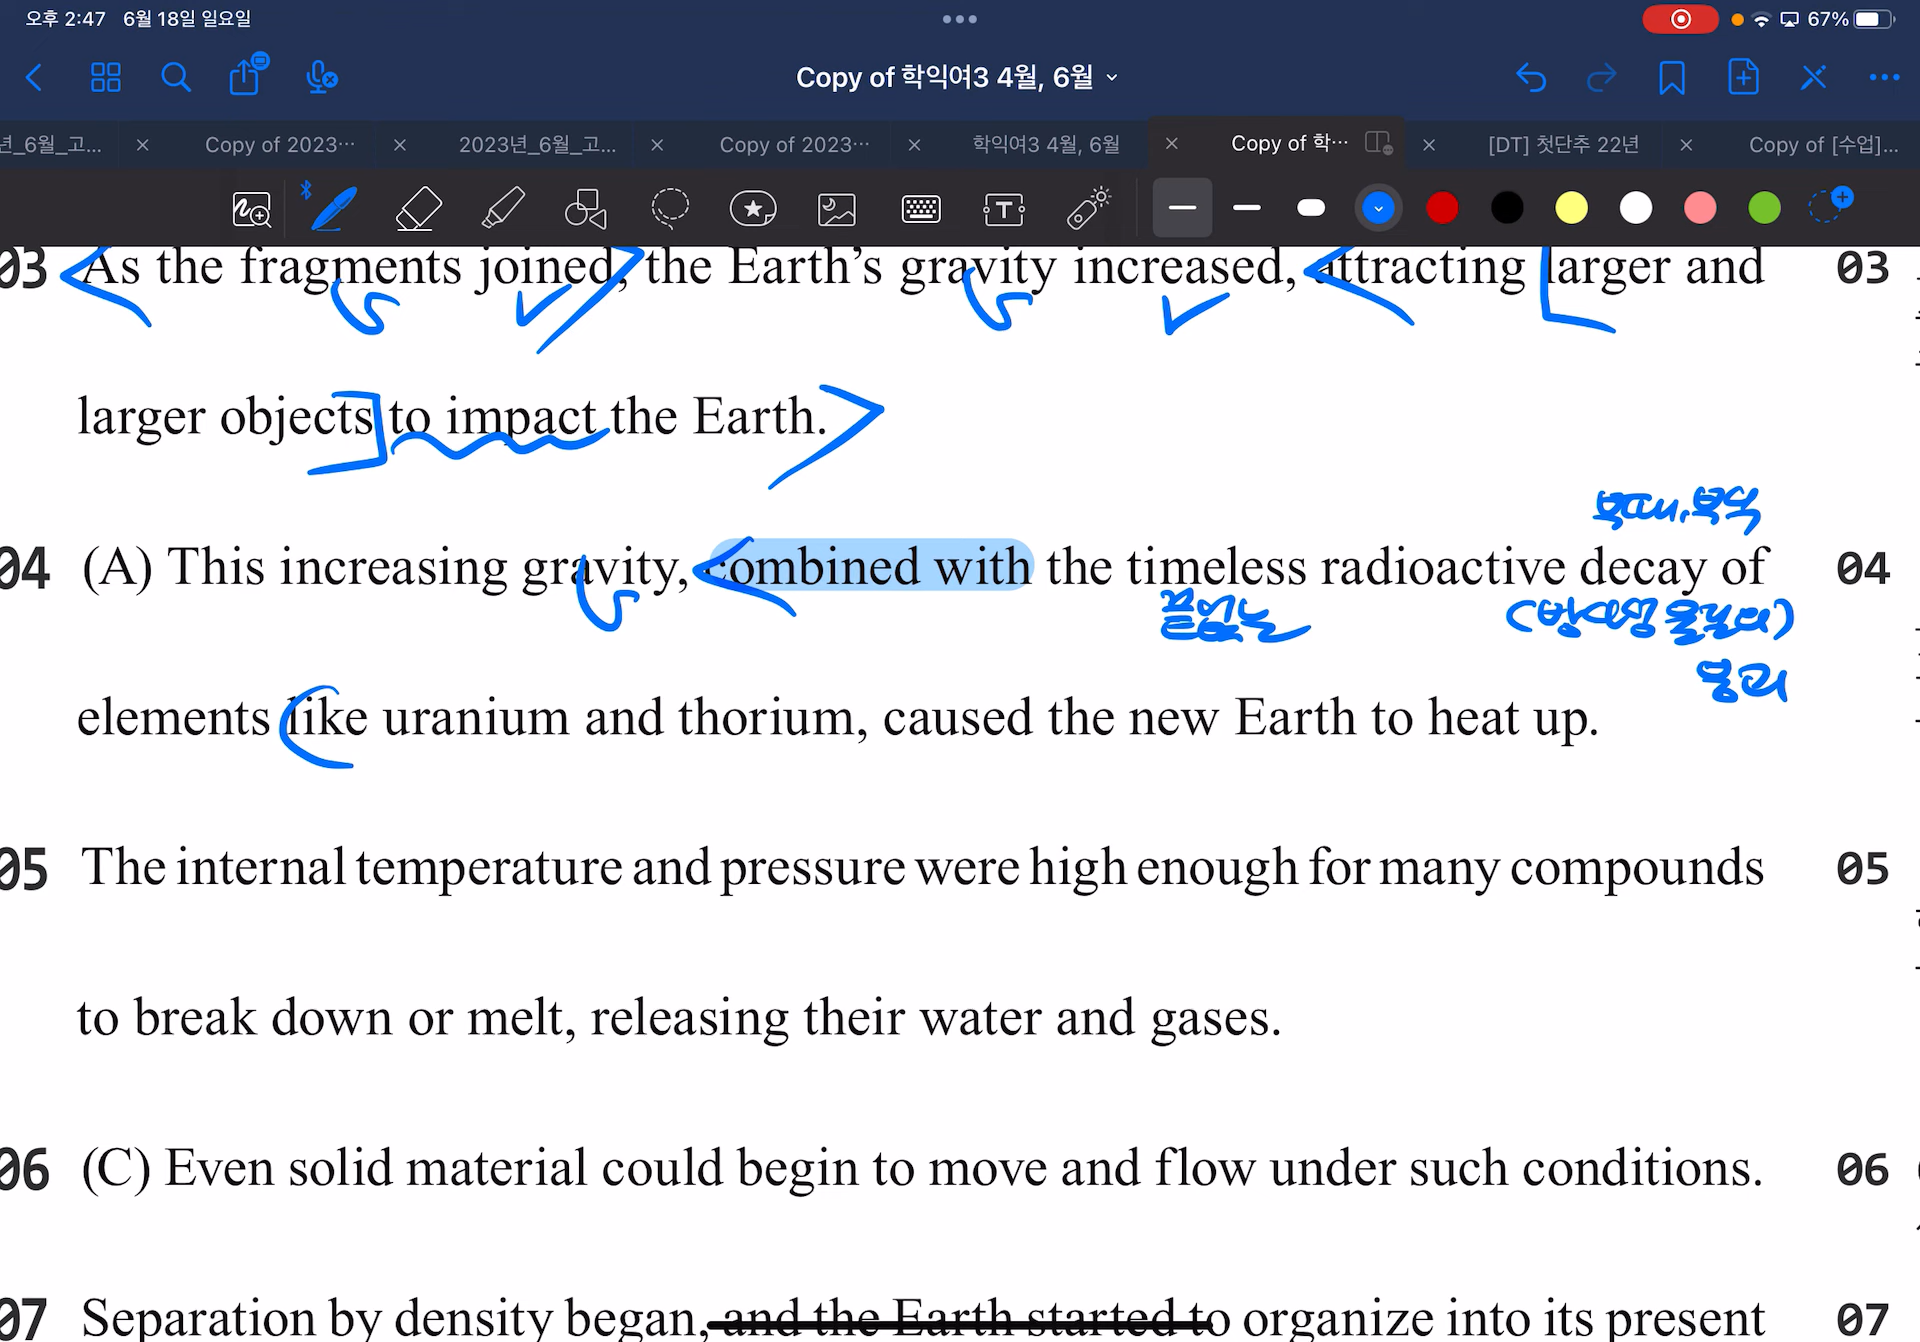 오후 2:47 6월 18일 일요일
67%
Copy of 학익여3 4월, 6월
년_6월_고...
Copy of 2023...
2023년_6월_고...
Copy of 2023...
학익여3 4월, 6월
Copy of 학...
[DT] 첫단추 22년
Copy of [수업]...
03 As the fragments joined, the Earth's gravity increased, attracting larger and 03
larger objects to impact the Earth.
부패, 부식
04 (A) This increasing gravity, combined with the timeless radioactive decay of 04
끝없는 (방사성 물질의)
붕괴
elements like uranium and thorium, caused the new Earth to heat up.
05 The internal temperature and pressure were high enough for many compounds 05
to break down or melt, releasing their water and gases.
06 (C) Even solid material could begin to move and flow under such conditions. 06
07 Separation by density began, and the Earth started to organize into its present 07